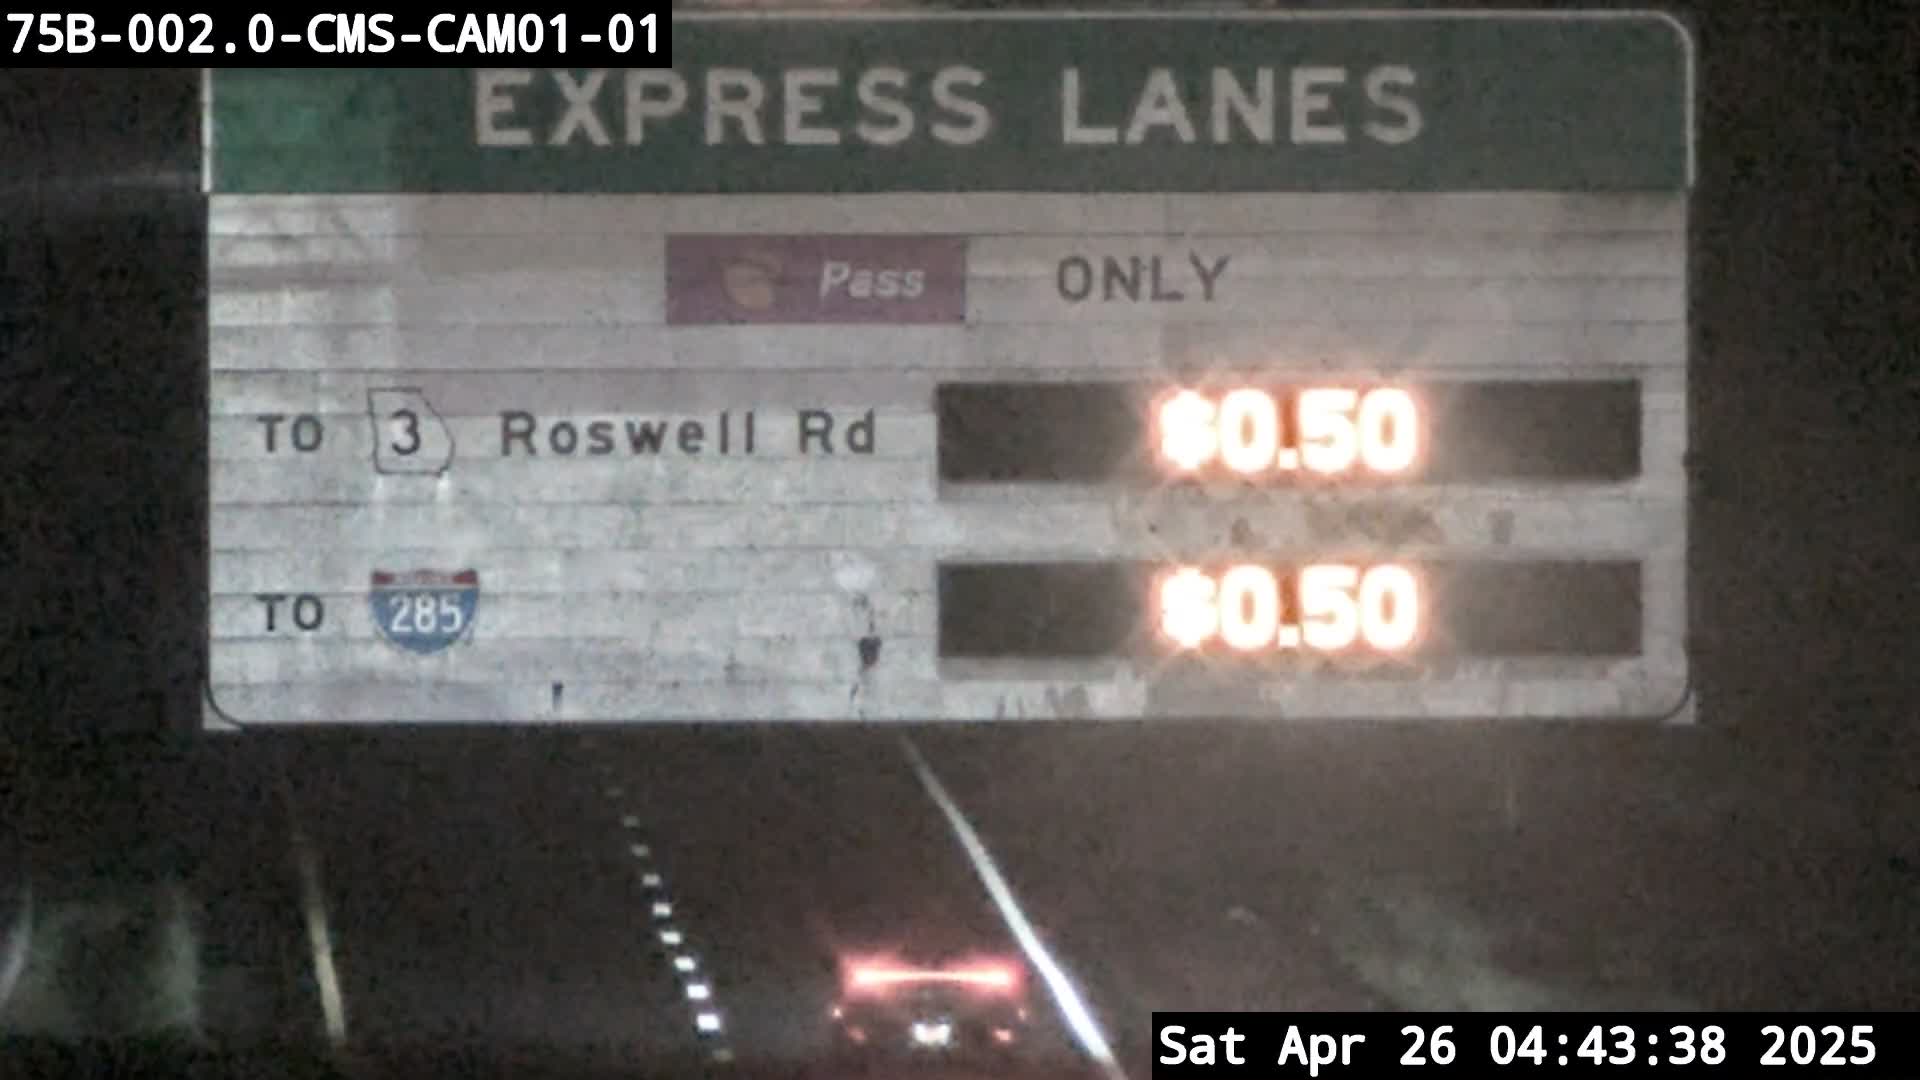 75B-002.0-CMS-CAM01-01
EXPRESS LANES
Pass ONLY
TO 3 Roswell Rd $0.50
TO 285 $0.50
Sat Apr 26 04:43:38 2025